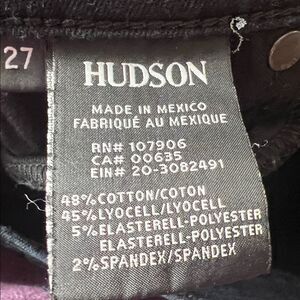 27
HUDSON
MADE IN MEXICO
FABRIQUÉ AU MEXIQUE
RN# 107906
CA# 00635
EIN# 20-3082491
48%COTTON/COTON
45%LYOCELL/LYOCELL
5%ELASTERELL-POLYESTER
ELASTERELL-POLYESTER
2%SPANDEX/SPANDEX